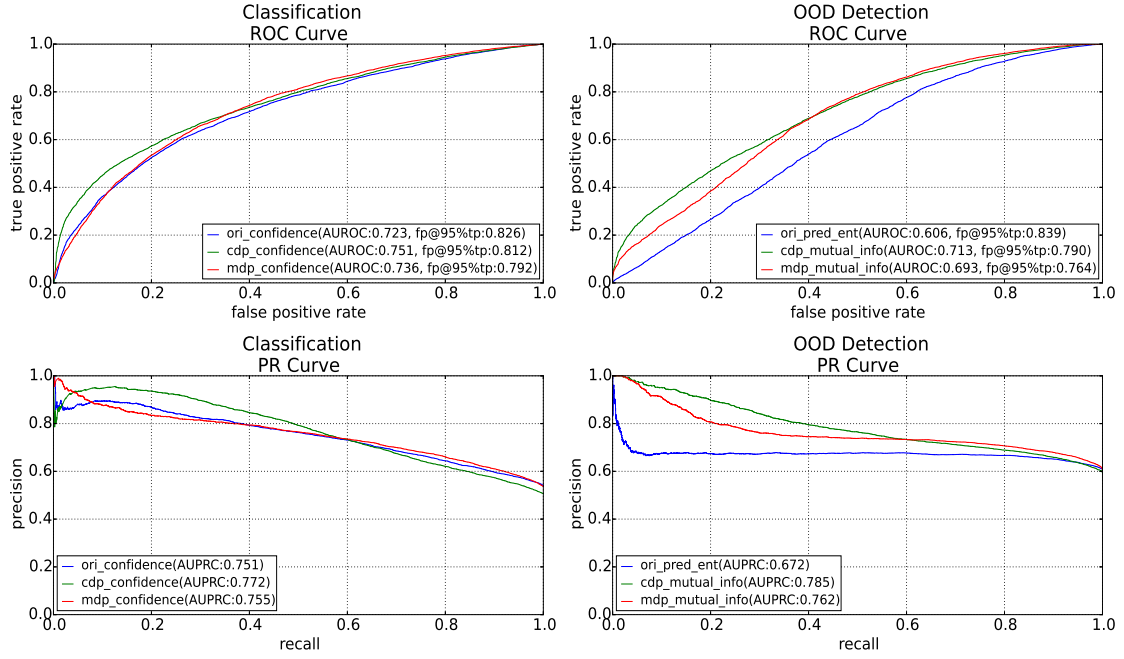 Classification
ROC Curve
true positive rate
1.0
0.8
0.6
0.4
0.2
0.0
ori_confidence(AUROC:0.723, fp@95%tp:0.826)
cdp_confidence(AUROC:0.751, fp@95%tp:0.812)
mdp_confidence(AUROC:0.736, fp@95%tp:0.792)
0.0 0.2 0.4 0.6 0.8 1.0
false positive rate
OOD Detection
ROC Curve
true positive rate
1.0
0.8
0.6
0.4
0.2
0.0
ori_pred_ent(AUROC:0.606, fp@95%tp:0.839)
cdp_mutual_info(AUROC:0.713, fp@95%tp:0.790)
mdp_mutual_info(AUROC:0.693, fp@95%tp:0.764)
0.0 0.2 0.4 0.6 0.8 1.0
false positive rate
Classification
PR Curve
precision
1.0
0.8
0.6
0.4
0.2
0.0
ori_confidence(AUPRC:0.751)
cdp_confidence(AUPRC:0.772)
mdp_confidence(AUPRC:0.755)
0.0 0.2 0.4 0.6 0.8 1.0
recall
OOD Detection
PR Curve
precision
1.0
0.8
0.6
0.4
0.2
0.0
ori_pred_ent(AUPRC:0.672)
cdp_mutual_info(AUPRC:0.785)
mdp_mutual_info(AUPRC:0.762)
0.0 0.2 0.4 0.6 0.8 1.0
recall